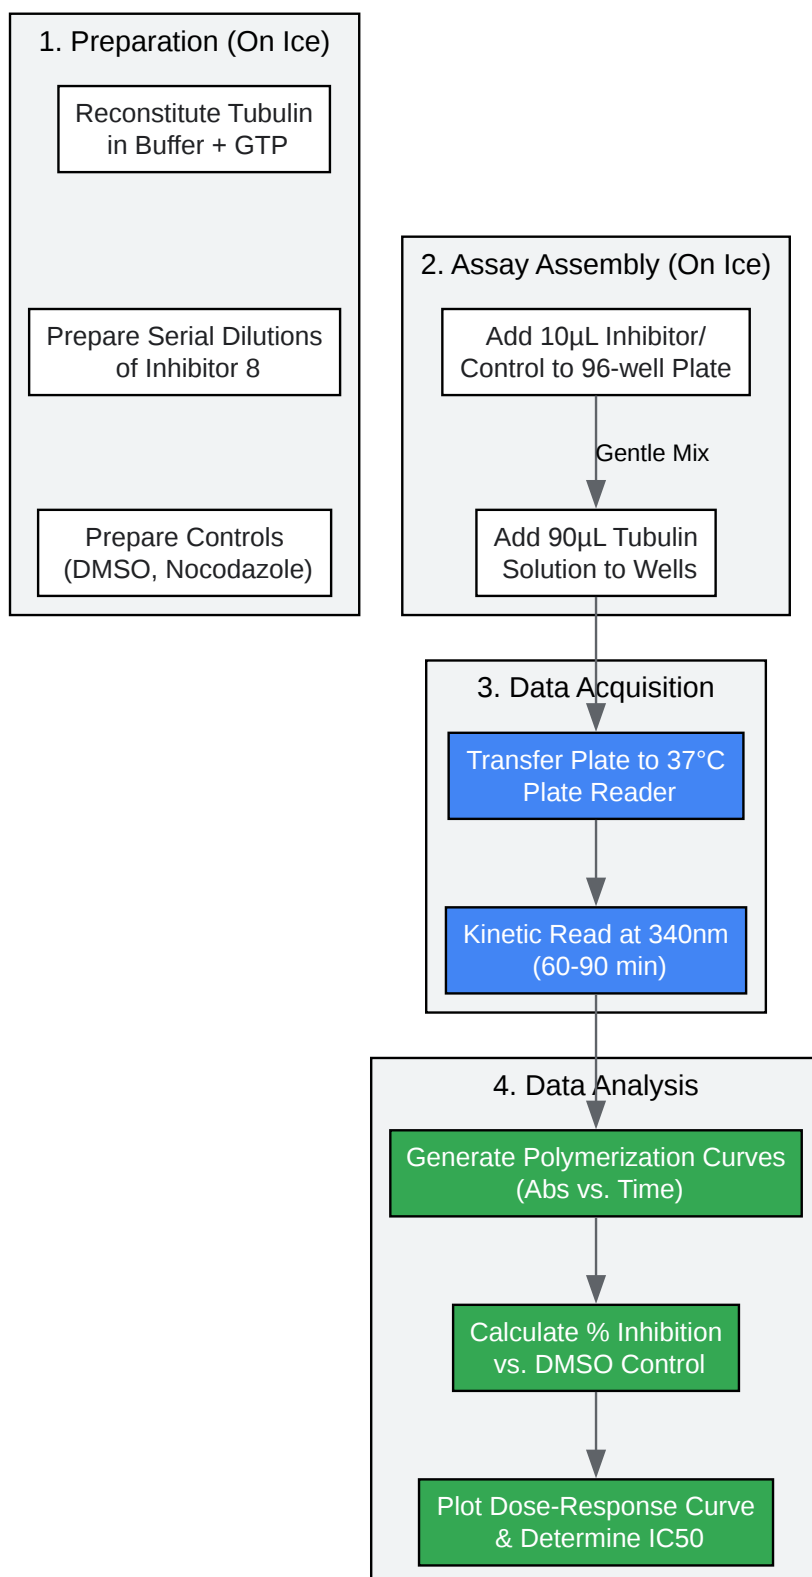 1. Preparation (On Ice)
Reconstitute Tubulin
in Buffer + GTP
Prepare Serial Dilutions
of Inhibitor 8
Prepare Controls
(DMSO, Nocodazole)
2. Assay Assembly (On Ice)
Add 10µL Inhibitor/
Control to 96-well Plate
Gentle Mix
Add 90µL Tubulin
Solution to Wells
3. Data Acquisition
Transfer Plate to 37°C
Plate Reader
Kinetic Read at 340nm
(60-90 min)
4. Data Analysis
Generate Polymerization Curves
(Abs vs. Time)
Calculate % Inhibition
vs. DMSO Control
Plot Dose-Response Curve
& Determine IC50